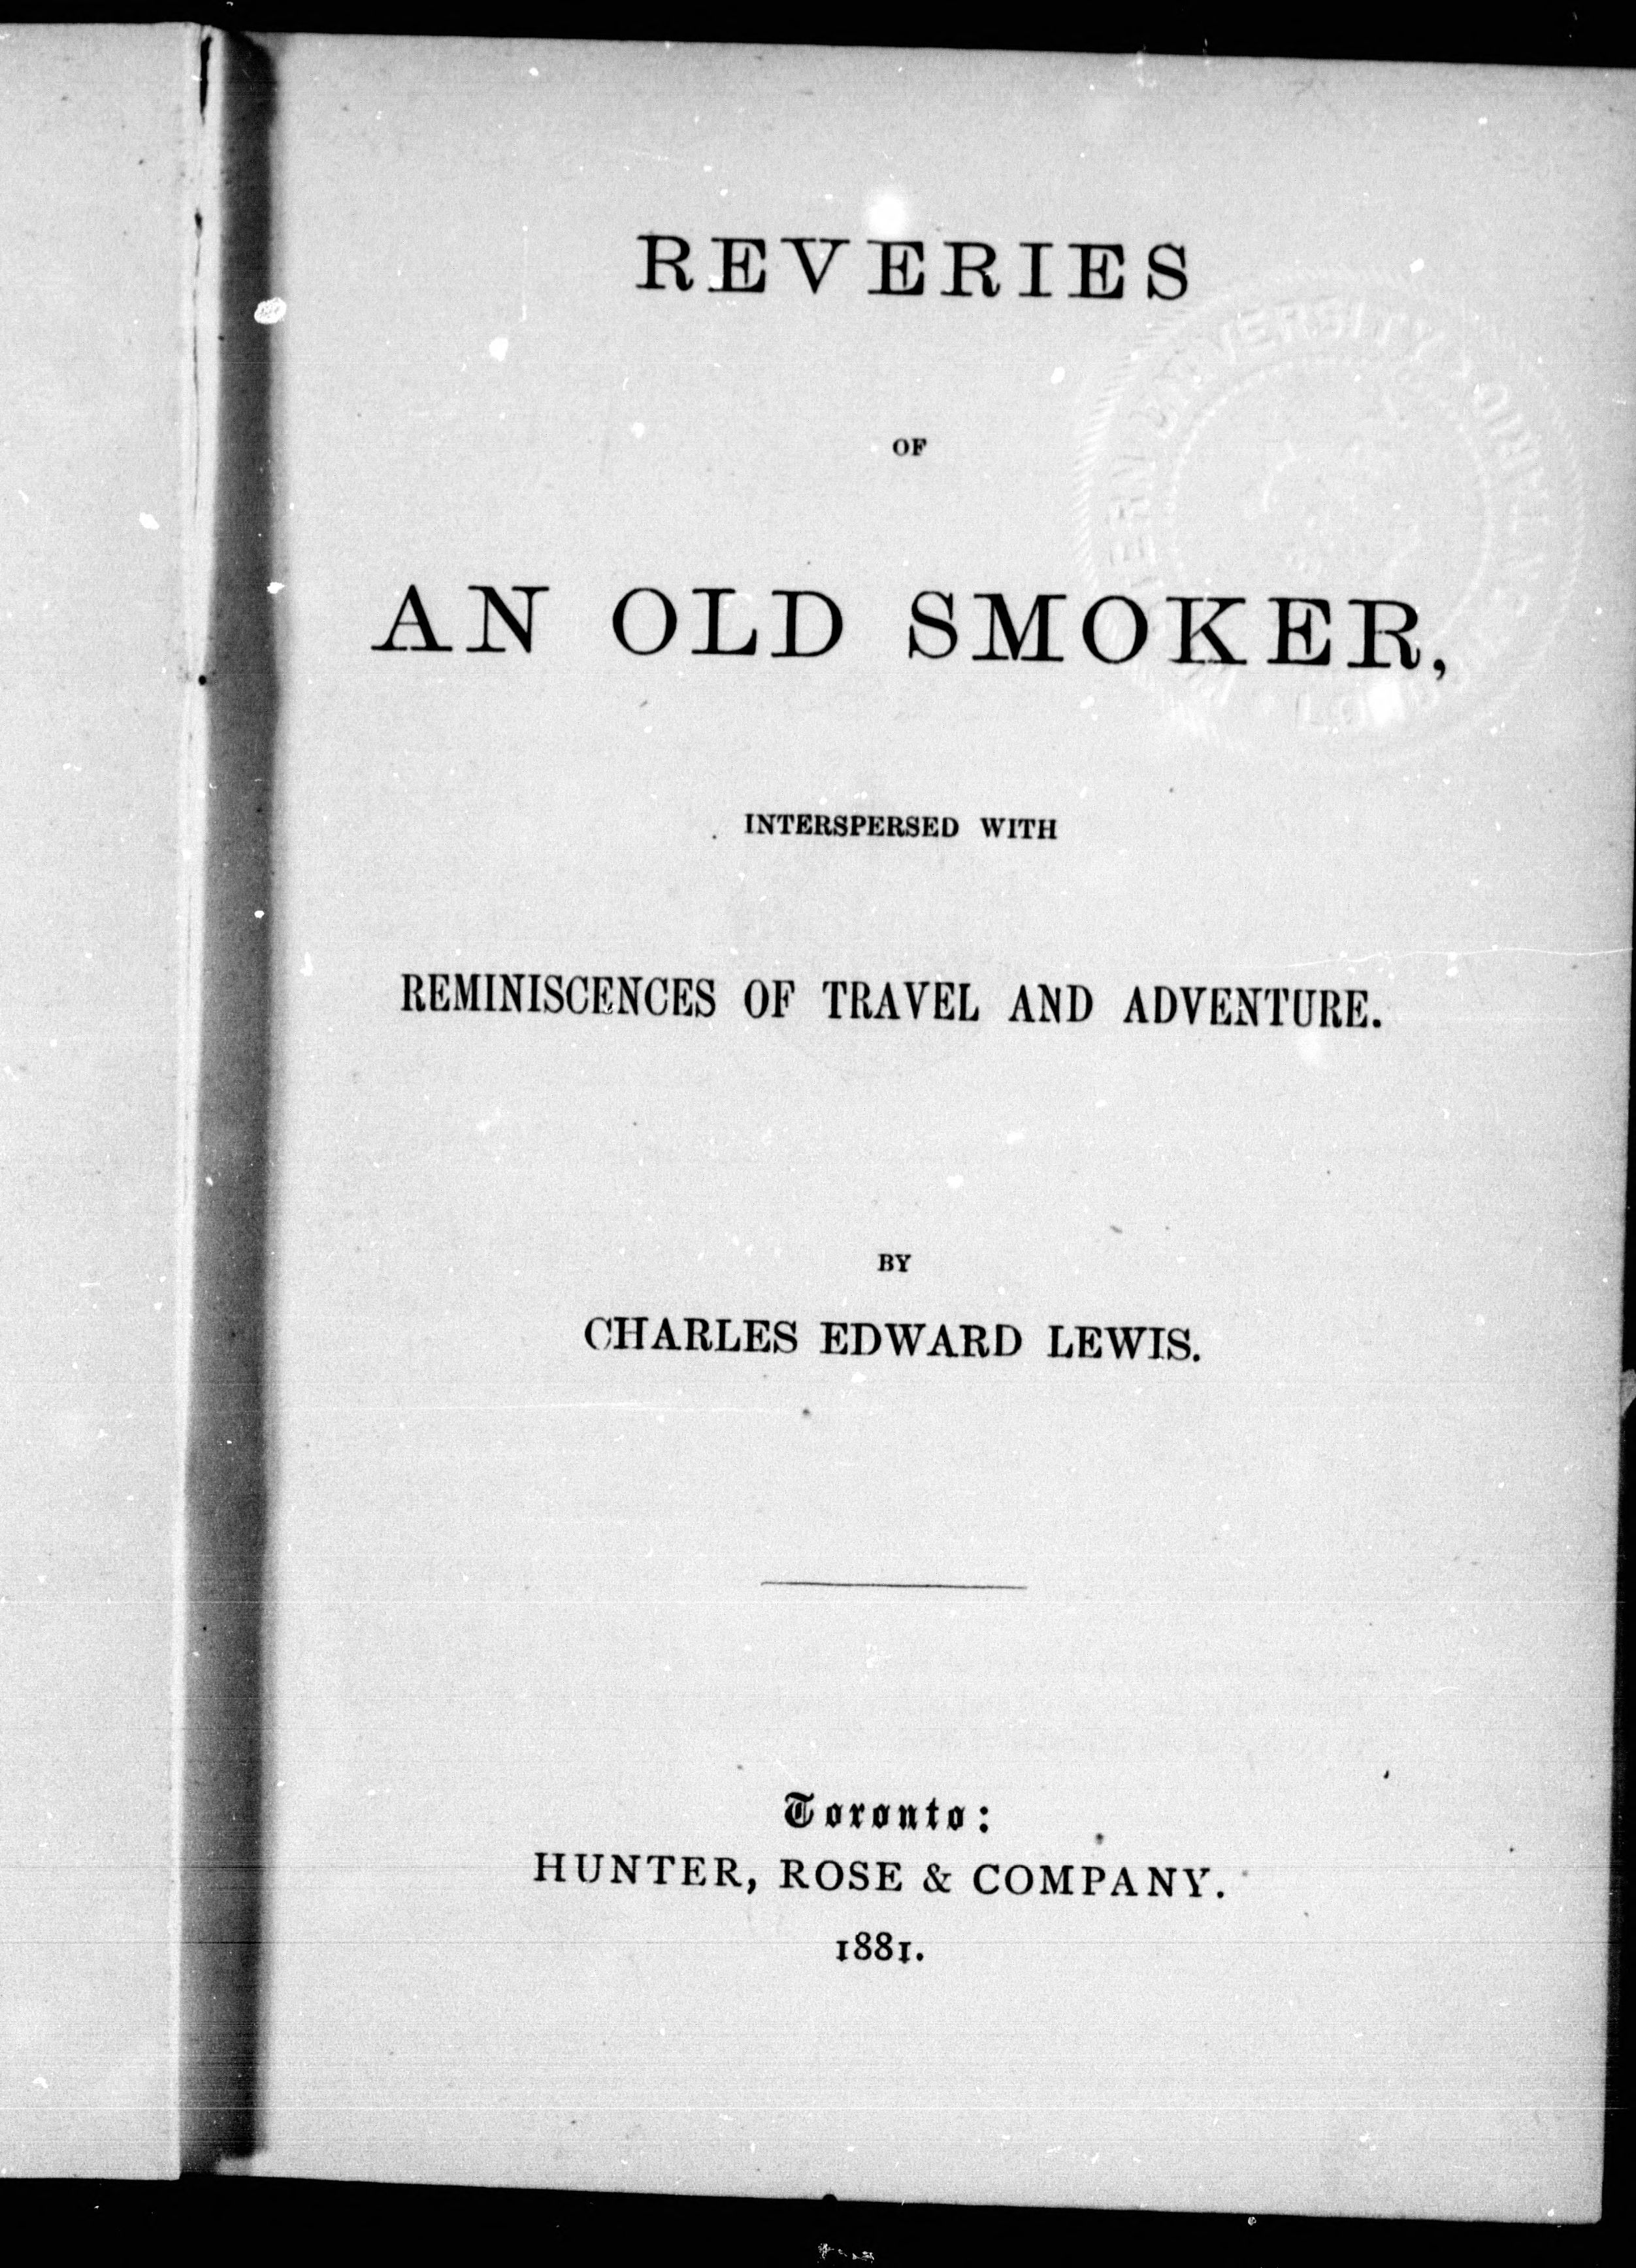 REVERIES
OF
AN OLD SMOKER,
INTERSPERSED WITH
REMINISCENCES OF TRAVEL AND ADVENTURE.
BY
CHARLES EDWARD LEWIS.
Toronto:
HUNTER, ROSE & COMPANY.
1881.
UNIVERSITY